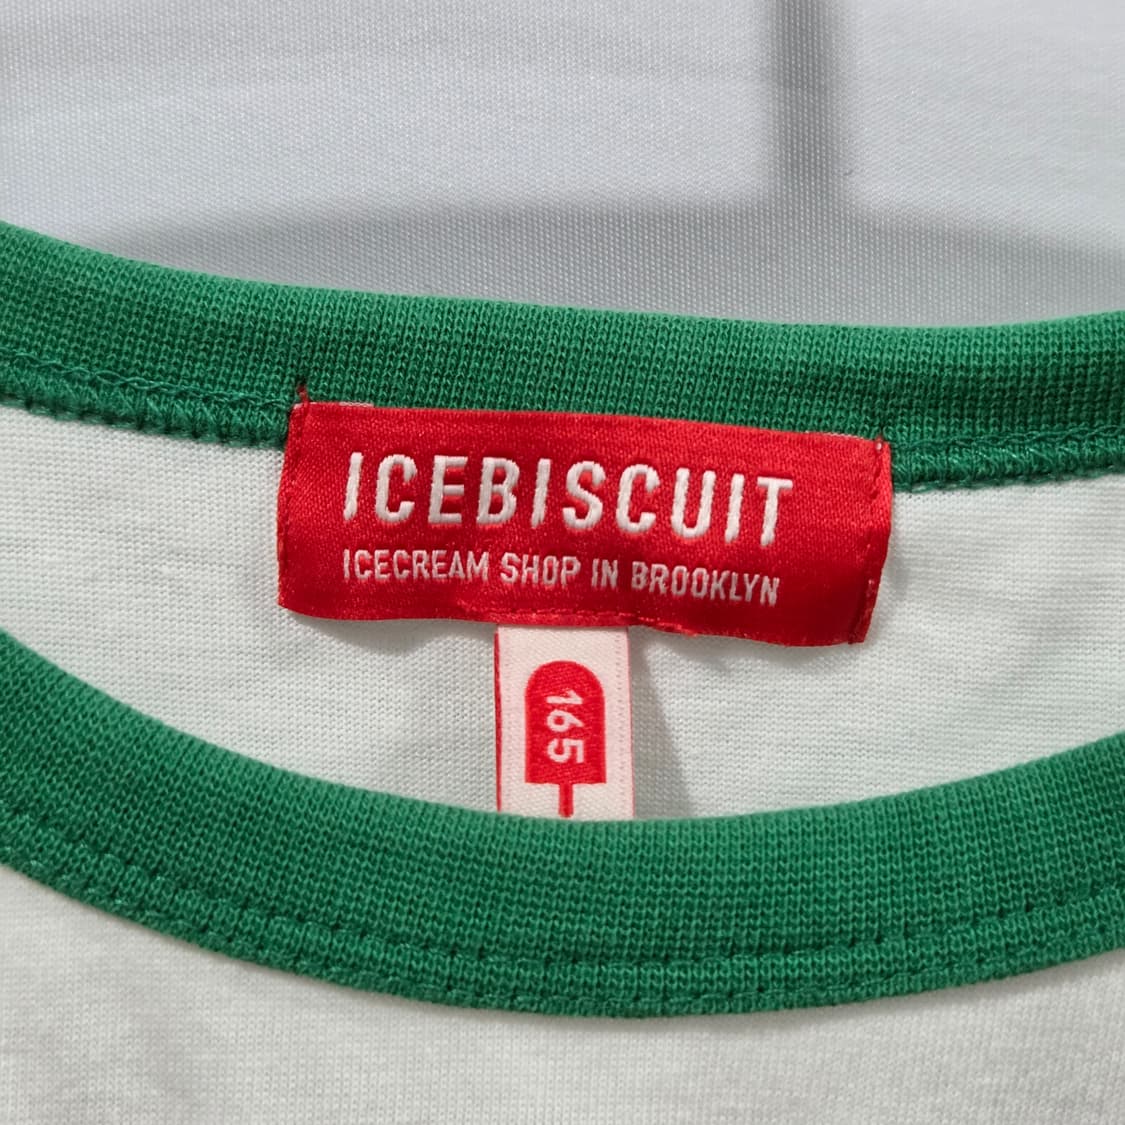 ICEBISCUIT
ICECREAM SHOP IN BROOKLYN
165